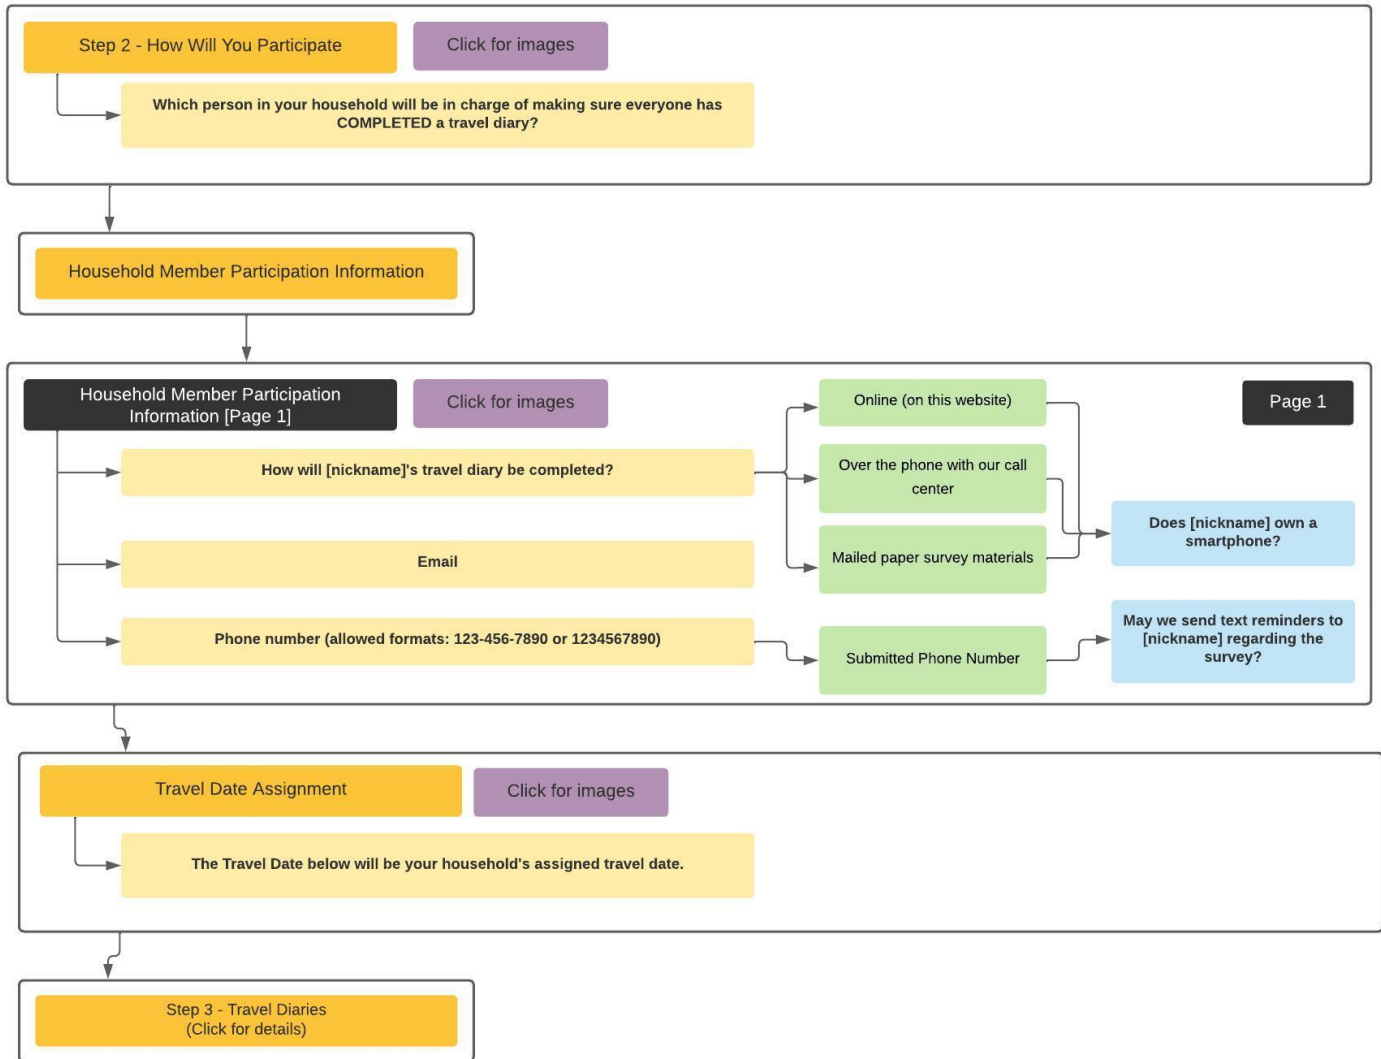 Step 2 - How Will You Participate
Click for images
Which person in your household will be in charge of making sure everyone has
COMPLETED a travel diary?
Household Member Participation Information
Household Member Participation
Information [Page 1]
Click for images
Online (on this website)
Page 1
How will [nickname]'s travel diary be completed?
Over the phone with our call
center
Does [nickname] own a
smartphone?
Mailed paper survey materials
Email
Phone number (allowed formats: 123-456-7890 or 1234567890)
Submitted Phone Number
May we send text reminders to
[nickname] regarding the
survey?
Travel Date Assignment
Click for images
The Travel Date below will be your household's assigned travel date.
Step 3 - Travel Diaries
(Click for details)